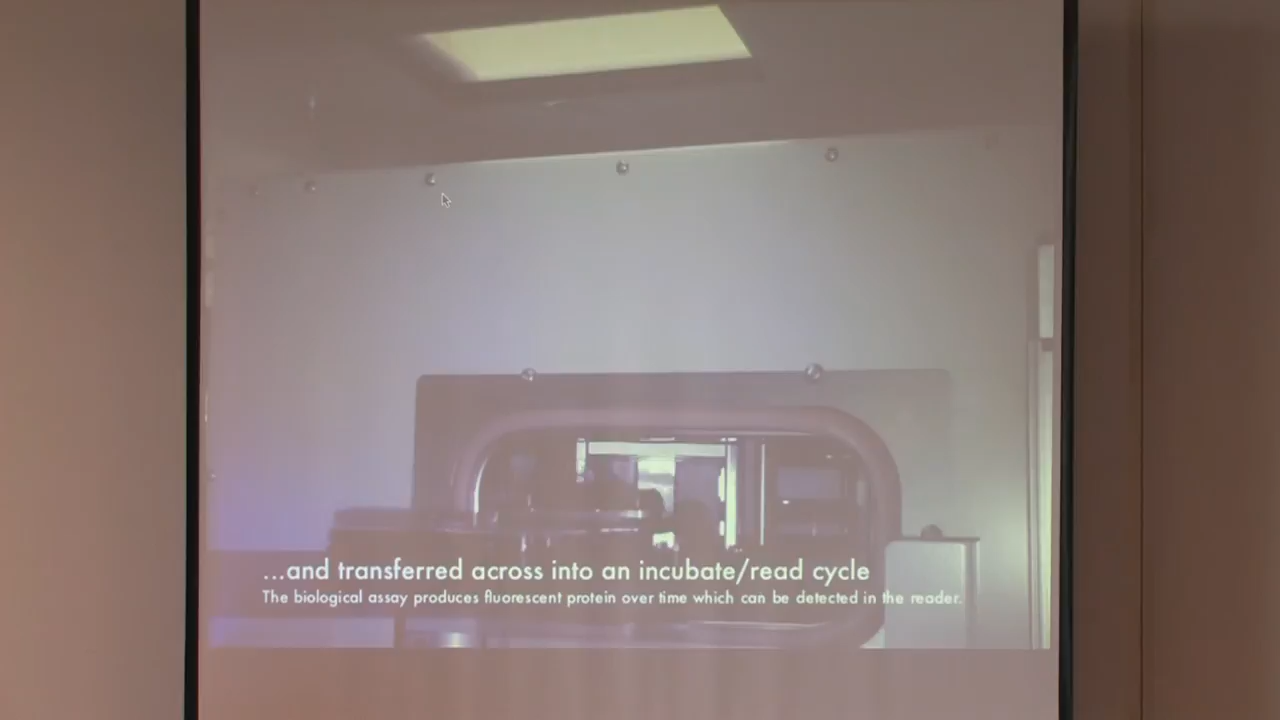 ...and transferred across into an incubate/read cycle
The biological assay produces fluorescent protein over time which can be detected in the reader.